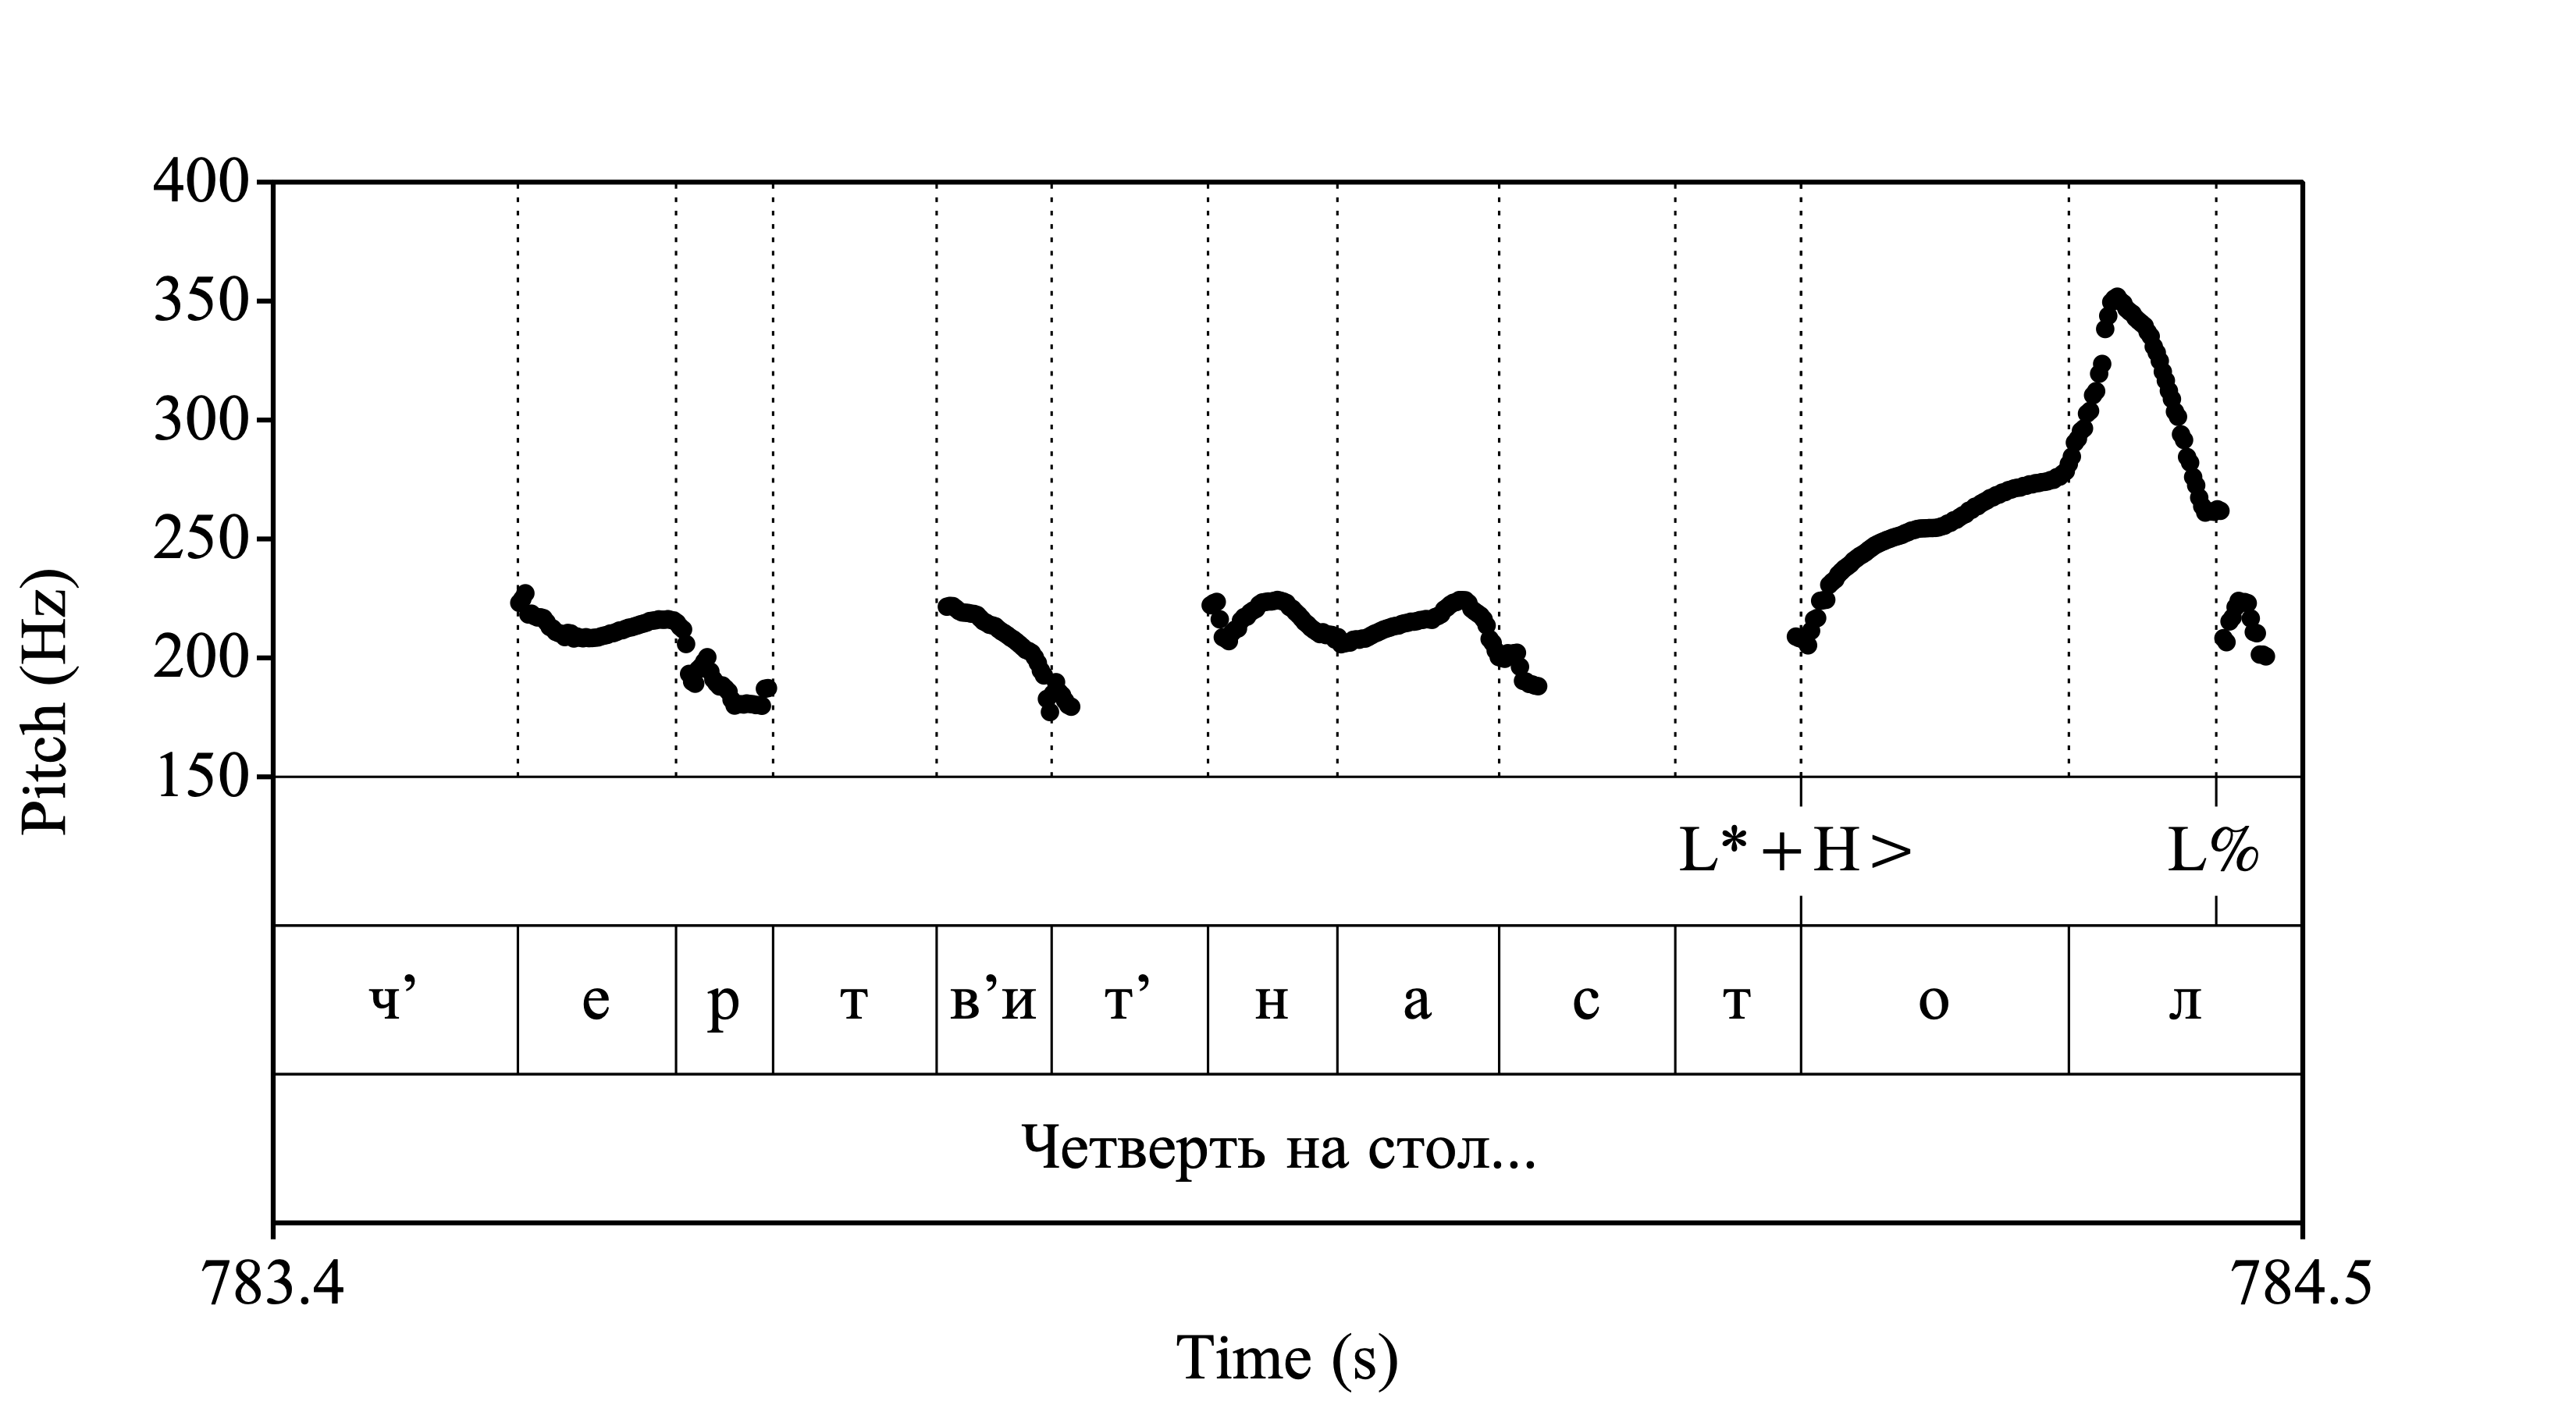 400
350
300
250
200
150
Pitch (Hz)
L*+H> L%
ч’ е р т в’и т’ н а с т о л
Четверть на стол...
783.4 784.5
Time (s)